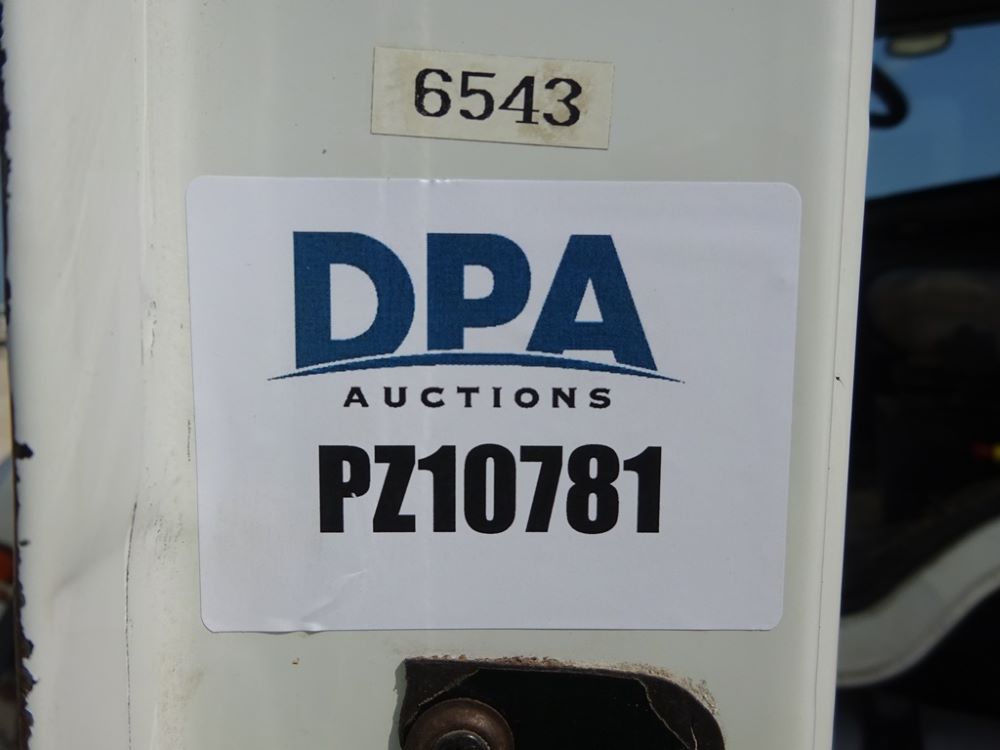 6543
DPA
AUCTIONS
PZ10781